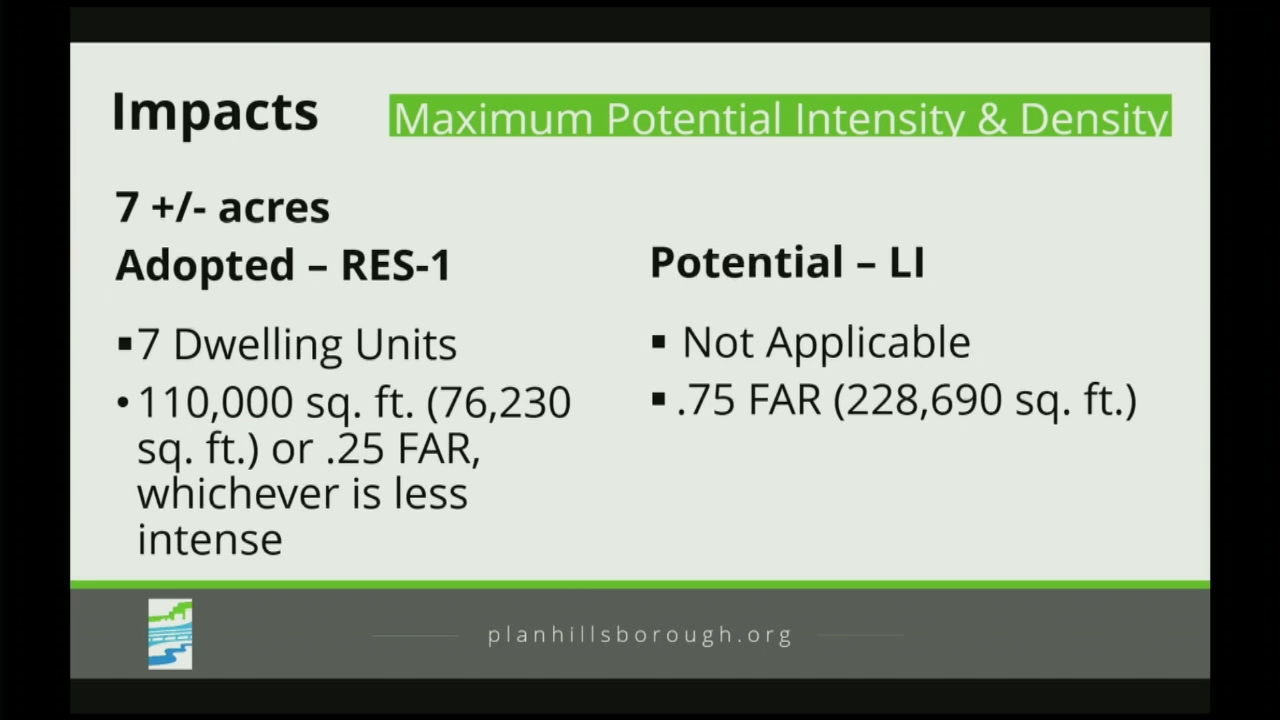 Impacts
Maximum Potential Intensity & Density
7 +/- acres
Adopted – RES-1
▪7 Dwelling Units
•110,000 sq. ft. (76,230
sq. ft.) or .25 FAR,
whichever is less
intense
Potential – LI
▪ Not Applicable
▪.75 FAR (228,690 sq. ft.)
planhillsborough.org